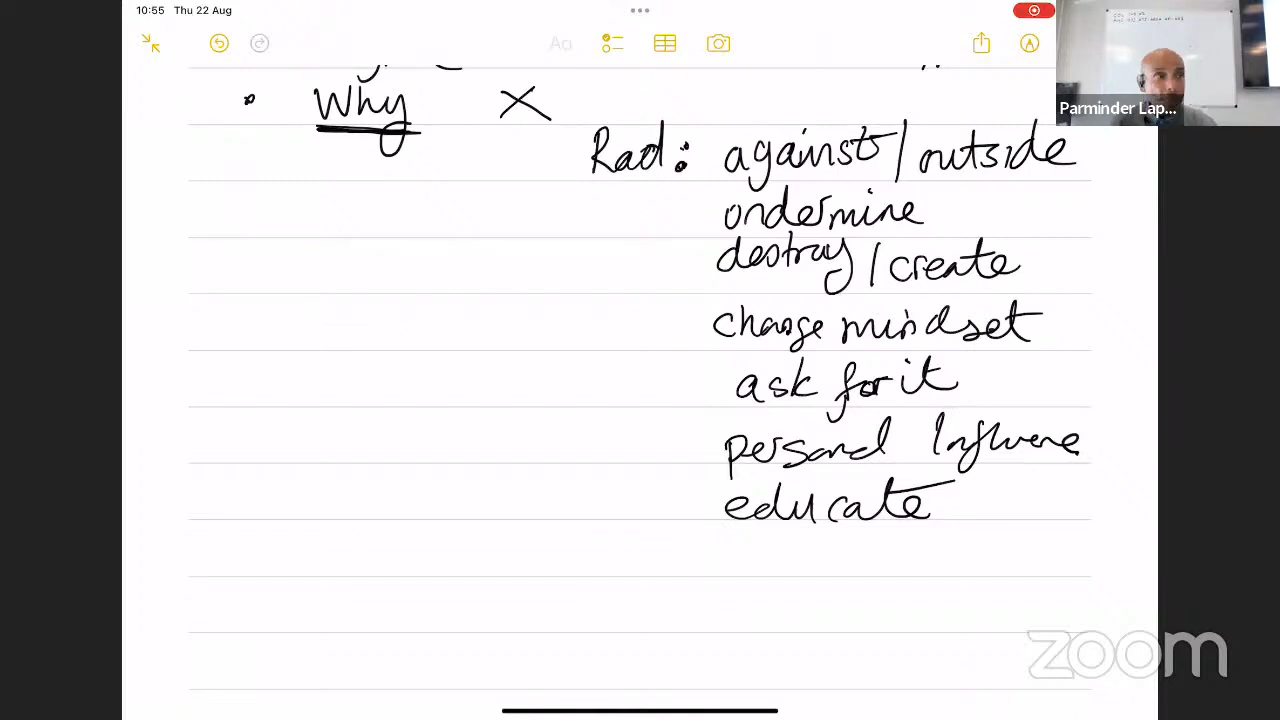 10:55 Thu 22 Aug
Aa
Parminder Lap...
• Why X
Rad: against/outside
undermine
destroy/create
change mindset
ask for it
personal Influence
educate
zoom